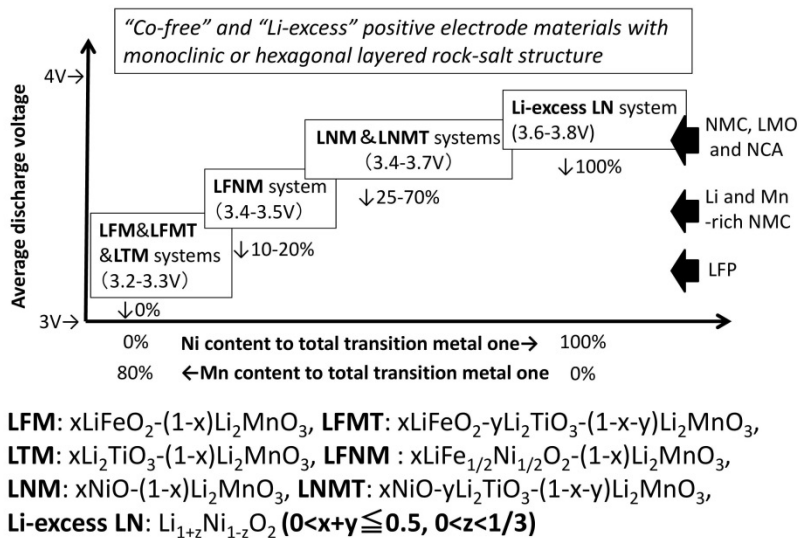 “Co-free” and “Li-excess” positive electrode materials with
monoclinic or hexagonal layered rock-salt structure
4V→
Average discharge voltage
Li-excess LN system
(3.6-3.8V)
↓100%
NMC, LMO
and NCA
LNM &LNMT systems
(3.4-3.7V)
↓25-70%
LFNM system
(3.4-3.5V)
↓10-20%
Li and Mn
-rich NMC
LFM&LFMT
&LTM systems
(3.2-3.3V)
↓0%
LFP
3V→
0% Ni content to total transition metal one→ 100%
80% ←Mn content to total transition metal one 0%
LFM: xLiFeO₂-(1-x)Li₂MnO₃, LFMT: xLiFeO₂-yLi₂TiO₃-(1-x-y)Li₂MnO₃,
LTM: xLi₂TiO₃-(1-x)Li₂MnO₃, LFNM : xLiFe₁/₂Ni₁/₂O₂-(1-x)Li₂MnO₃,
LNM: xNiO-(1-x)Li₂MnO₃, LNMT: xNiO-yLi₂TiO₃-(1-x-y)Li₂MnO₃,
Li-excess LN: Li₁₊zNi₁₋zO₂ (0<x+y≦0.5, 0<z<1/3)